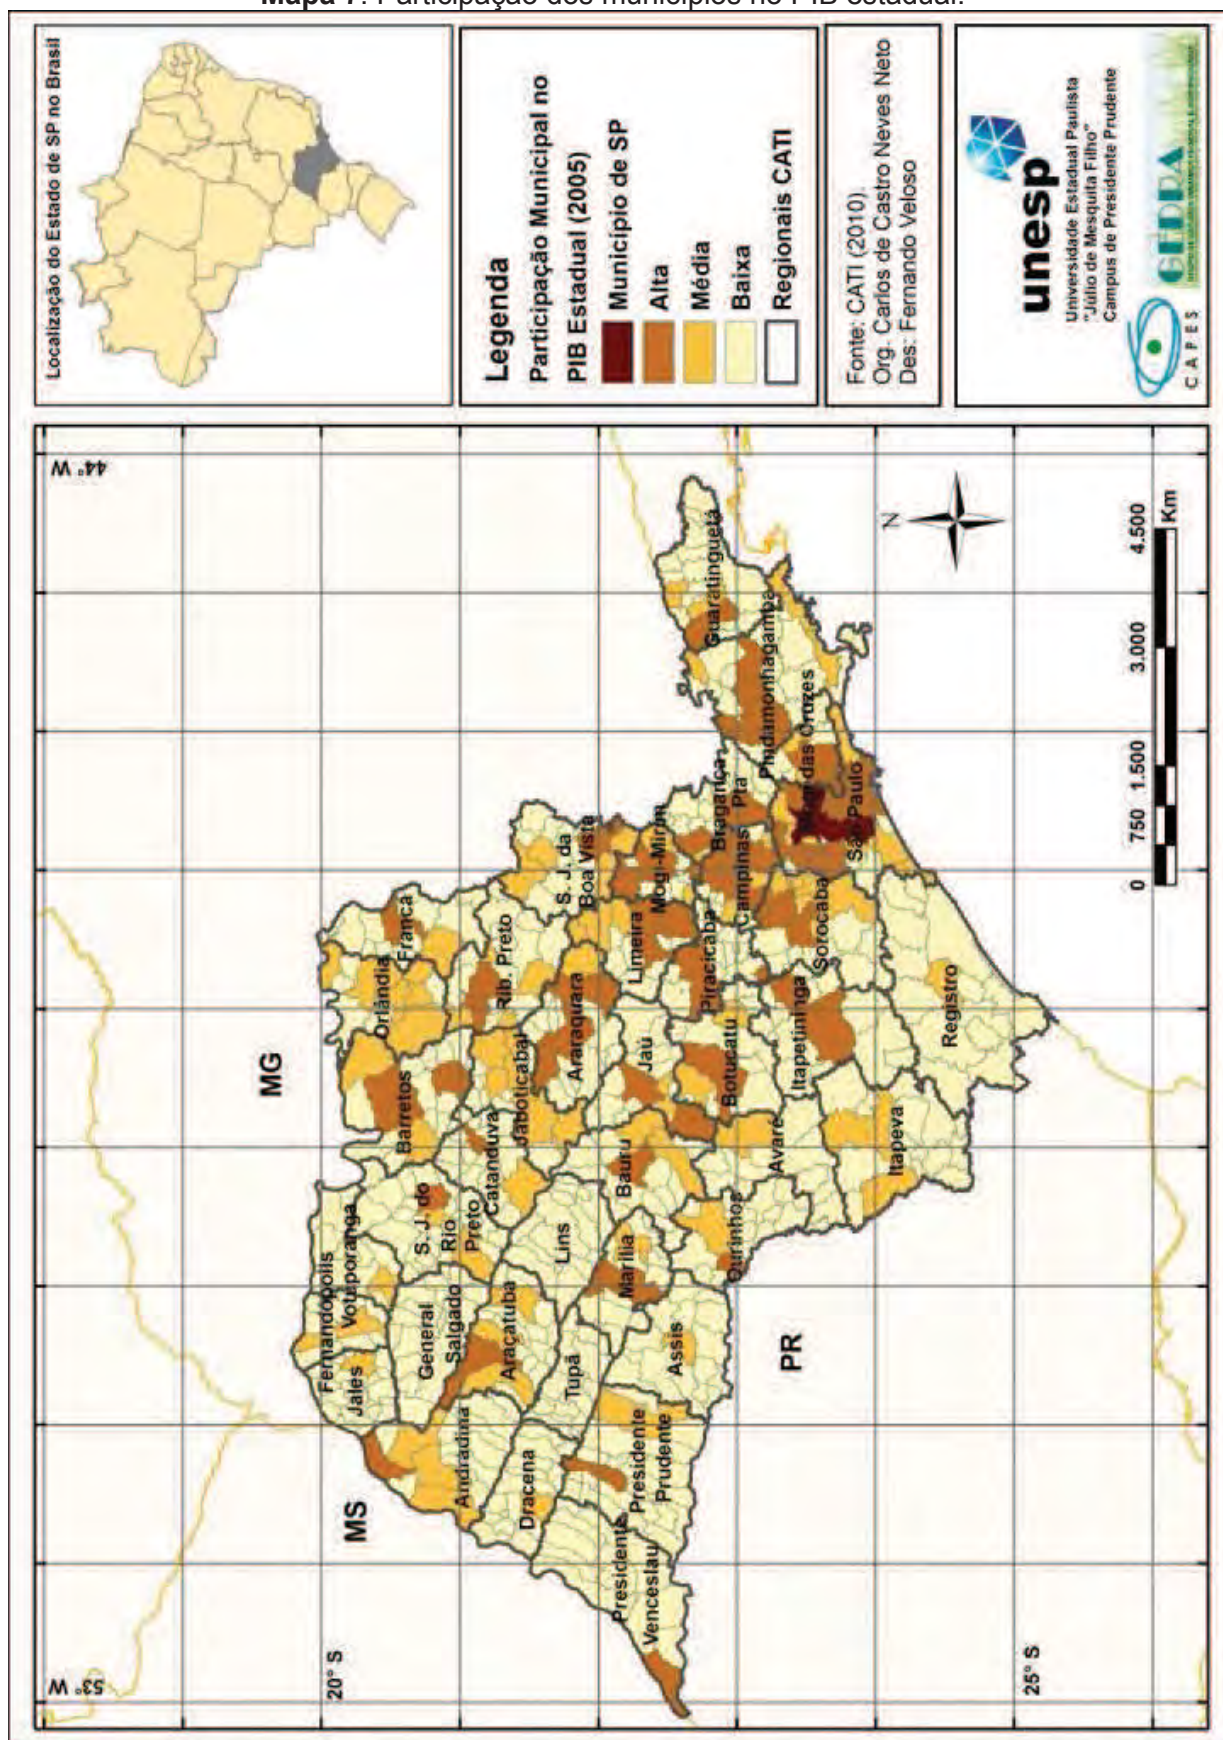 Mapa 7: Participação dos municípios no PIB estadual.
53° W
44° W
20° S
25° S
MS
MG
PR
Fernandopolis
Votuporanga
Jales
General
Salgado
S. J. do
Rio
Preto
Barretos
Orlândia
Franca
Andradina
Araçatuba
Catanduva
Jaboticabal
Rib. Preto
Dracena
Tupã
Lins
Araraquara
S. J. da
Boa Vista
Presidente
Venceslau
Presidente
Prudente
Assis
Marília
Bauru
Jaú
Limeira
Mogi-Mirim
Ourinhos
Avaré
Botucatu
Piracicaba
Campinas
Bragança
Pta
Pindamonhagamba
Guaratinguetá
Itapetininga
Sorocaba
das Cruzes
São Paulo
Itapeva
Registro
N
0 750 1.500 3.000 4.500
Km
Localização do Estado de SP no Brasil
Legenda
Participação Municipal no
PIB Estadual (2005)
Município de SP
Alta
Média
Baixa
Regionais CATI
Fonte: CATI (2010).
Org. Carlos de Castro Neves Neto
Des: Fernando Veloso
unesp
Universidade Estadual Paulista
"Júlio de Mesquita Filho"
Campus de Presidente Prudente
CAPES
GEDRA